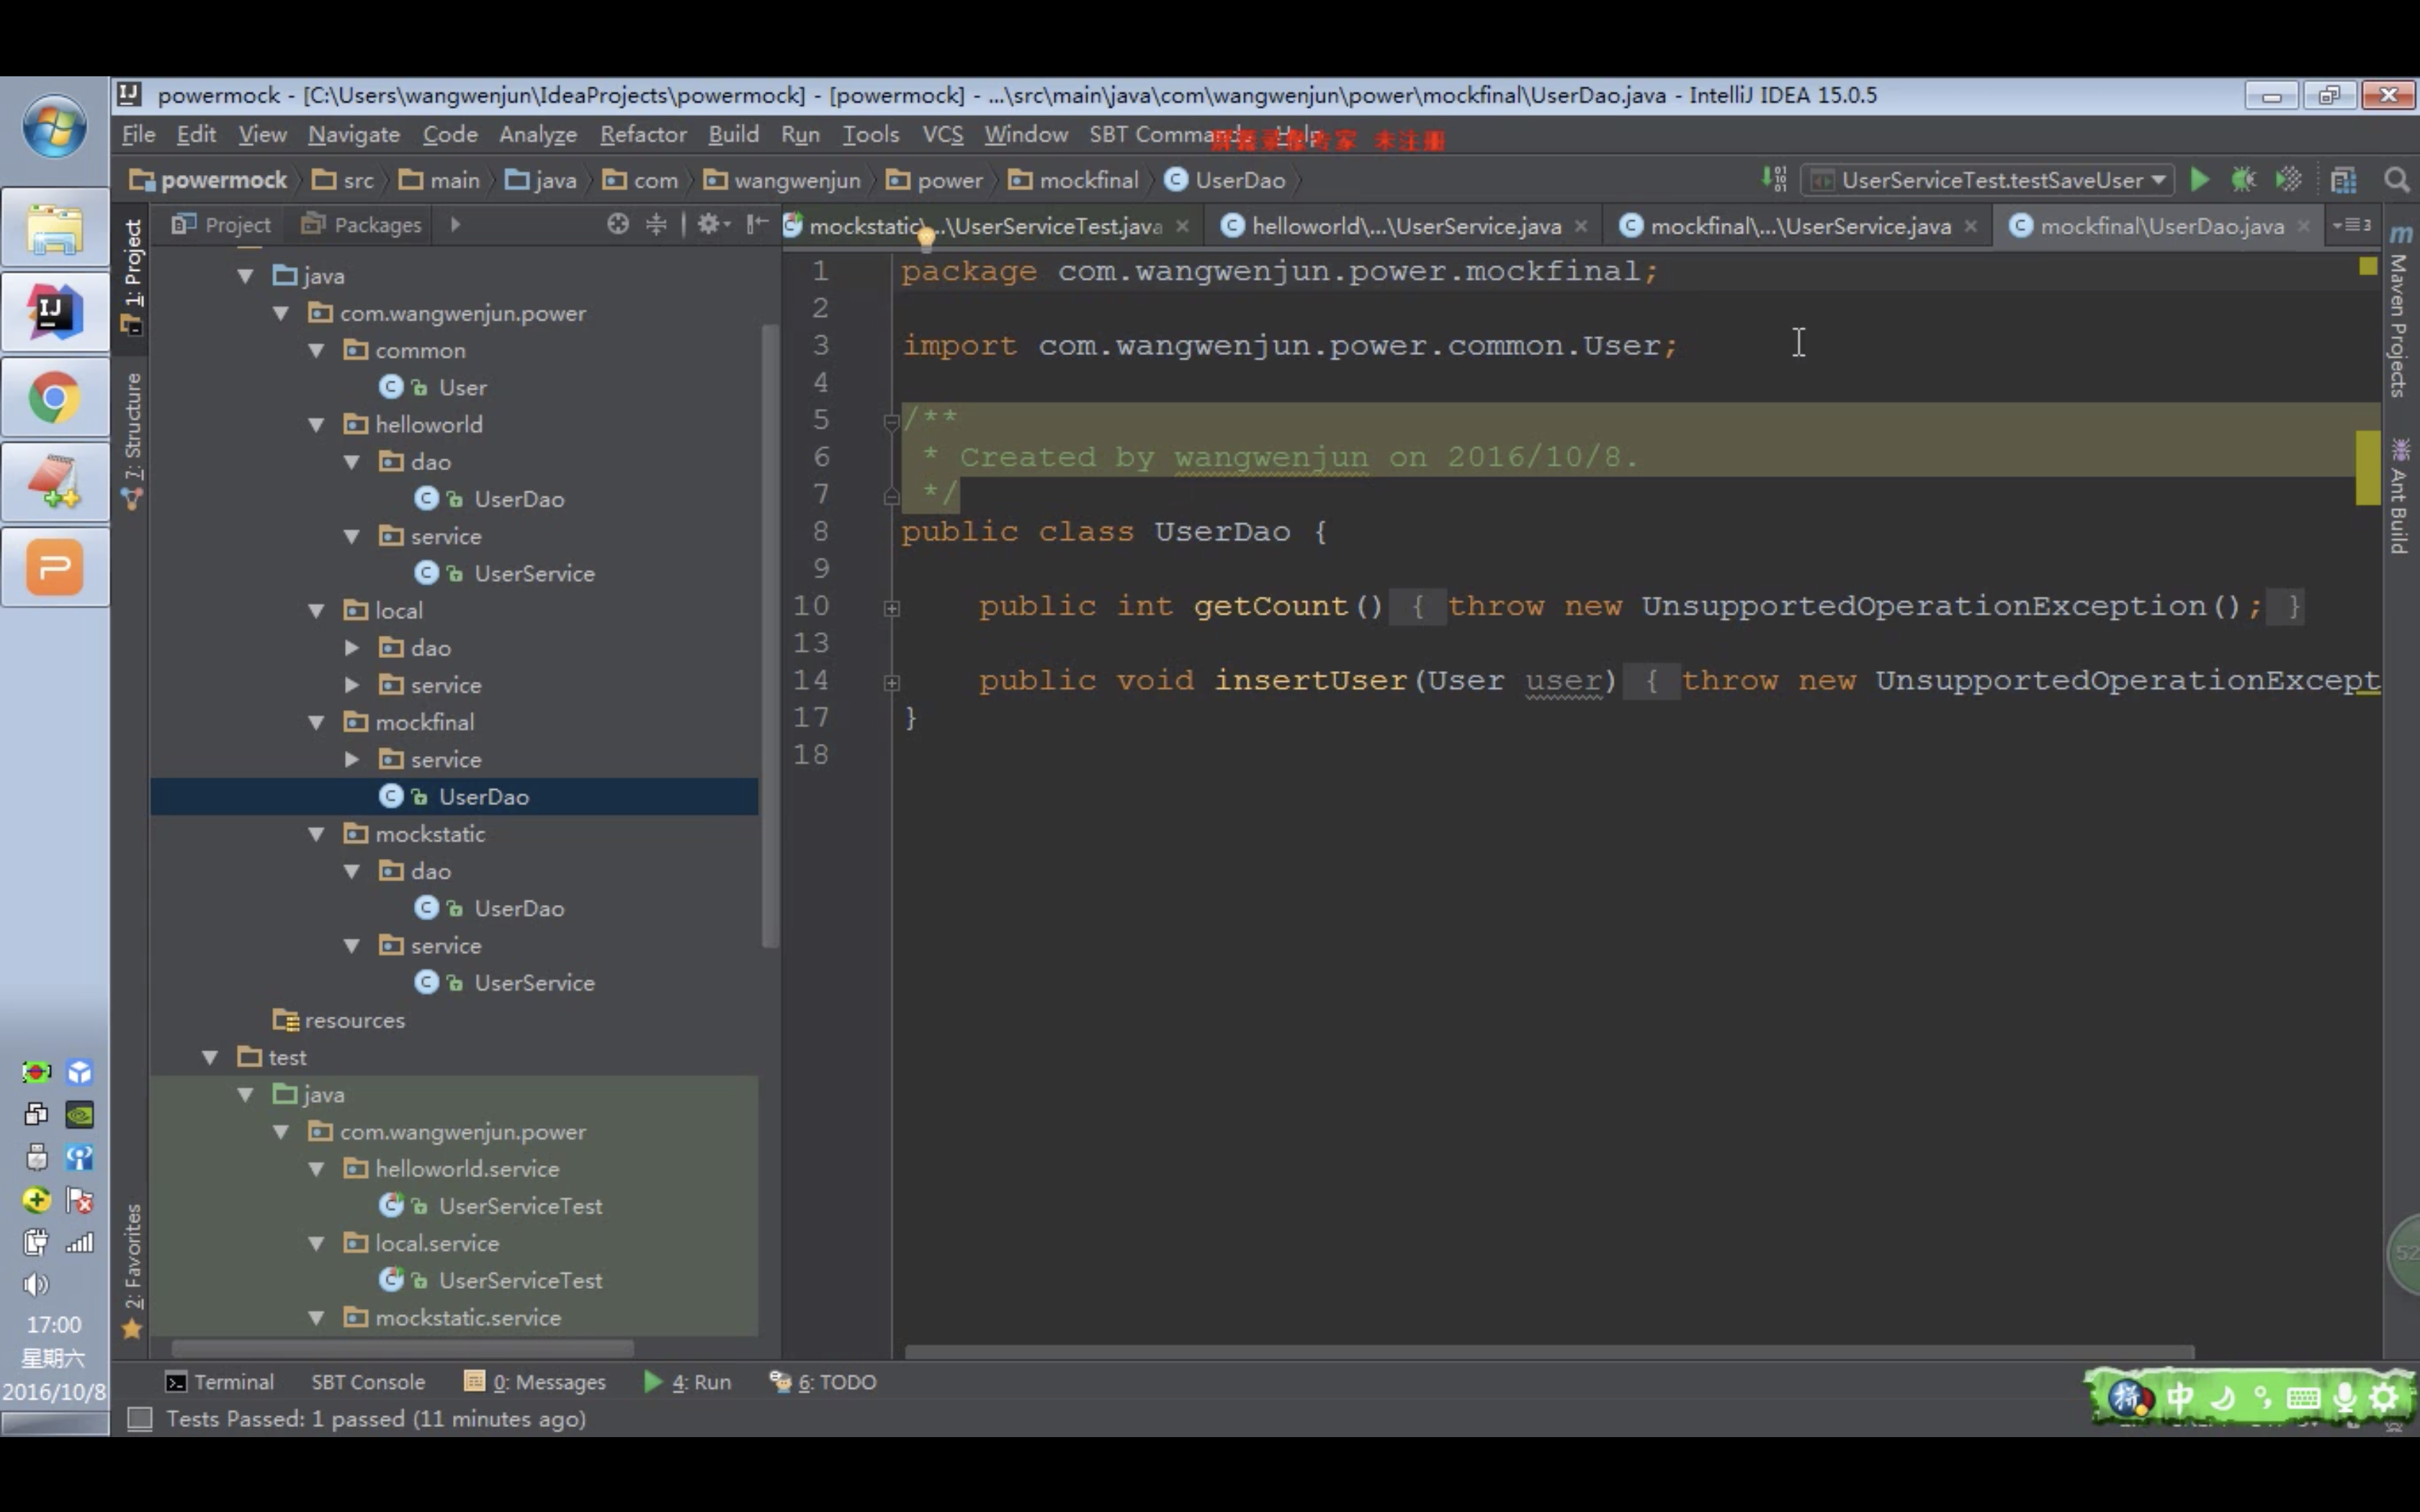 powermock - [C:\Users\wangwenjun\IdeaProjects\powermock] - [powermock] - ...\src\main\java\com\wangwenjun\power\mockfinal\UserDao.java - IntelliJ IDEA 15.0.5
File Edit View Navigate Code Analyze Refactor Build Run Tools VCS Window SBT Commands Help
未注册
powermock src main java com wangwenjun power mockfinal UserDao
UserServiceTest.testSaveUser
Project Packages
mockstatic\...\UserServiceTest.java helloworld\...\UserService.java mockfinal\...\UserService.java mockfinal\UserDao.java 3
1: Project
7: Structure
2: Favorites
java
com.wangwenjun.power
common
User
helloworld
dao
UserDao
service
UserService
local
dao
service
mockfinal
service
UserDao
mockstatic
dao
UserDao
service
UserService
resources
test
java
com.wangwenjun.power
helloworld.service
UserServiceTest
local.service
UserServiceTest
mockstatic.service
1 package com.wangwenjun.power.mockfinal;
2
3 import com.wangwenjun.power.common.User;
4
5 /**
6 * Created by wangwenjun on 2016/10/8.
7 */
8 public class UserDao {
9
10 public int getCount() { throw new UnsupportedOperationException(); }
13
14 public void insertUser(User user) { throw new UnsupportedOperationExcept
17 }
18
Maven Projects
Ant Build
52
17:00
星期六
2016/10/8
Terminal SBT Console 0: Messages 4: Run 6: TODO
Tests Passed: 1 passed (11 minutes ago)
拼 中